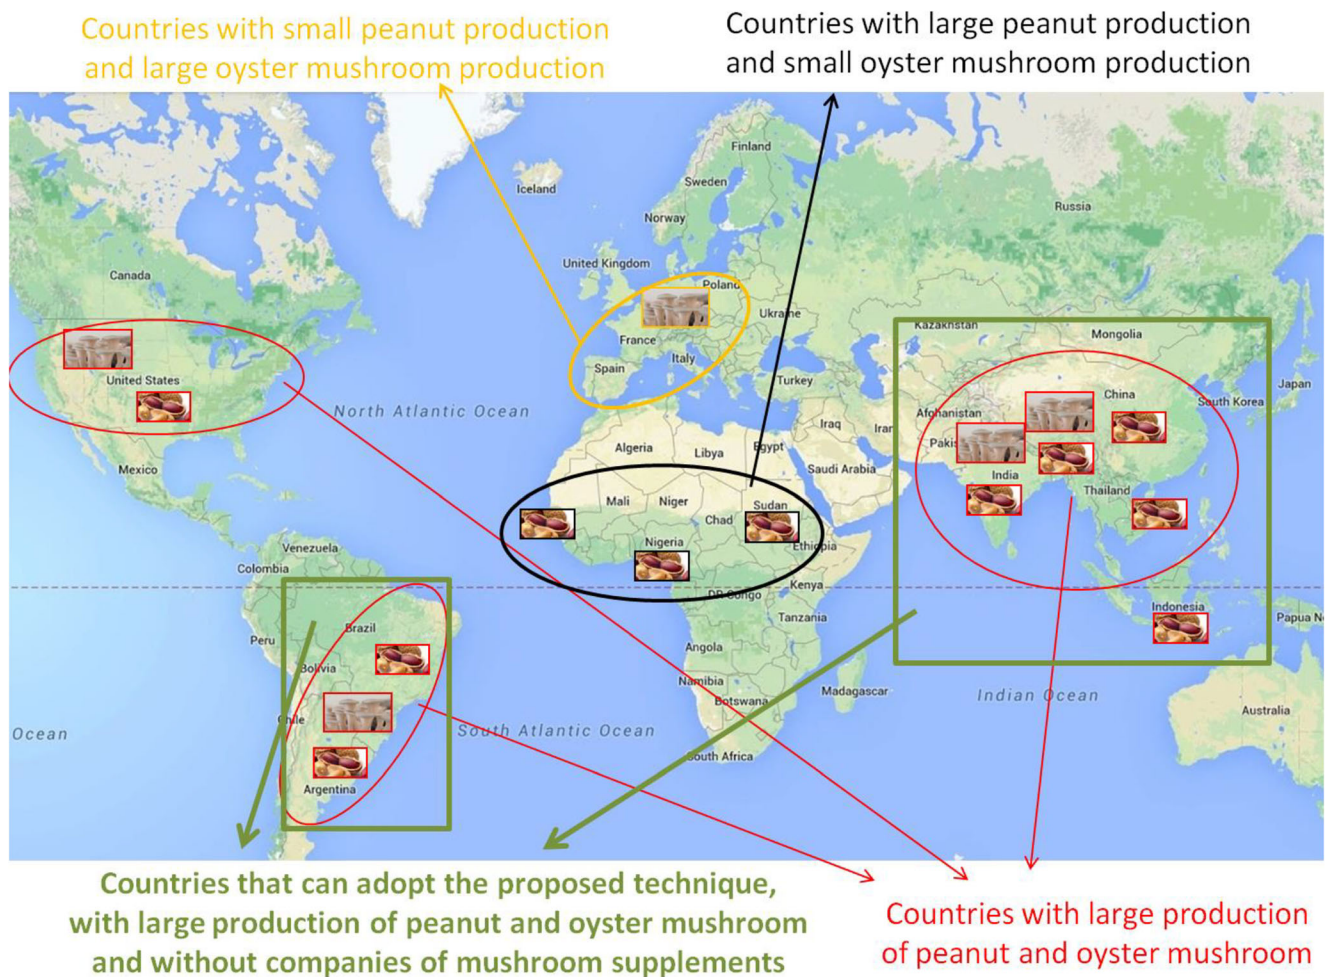 Countries with small peanut production
and large oyster mushroom production
Countries with large peanut production
and small oyster mushroom production
Finland
Iceland
Sweden
Norway
Russia
Canada
United Kingdom
Poland
Ukraine
France
Kazakhstan
Mongolia
Italy
Spain
United States
Turkey
China
Japan
South Korea
North Atlantic Ocean
Afghanistan
Iraq
Iran
Algeria
Libya
Egypt
Pakis
Saudi Arabia
Mexico
India
Thailand
Mali
Niger
Sudan
Chad
Nigeria
Ethiopia
Venezuela
Colombia
DR Congo
Kenya
Indonesia
Papua N
Tanzania
Brazil
Peru
Angola
Bolivia
Namibia
Madagascar
Botswana
Indian Ocean
Australia
Chile
Ocean
South Atlantic Ocean
South Africa
Argentina
Countries that can adopt the proposed technique,
with large production of peanut and oyster mushroom
and without companies of mushroom supplements
Countries with large production
of peanut and oyster mushroom